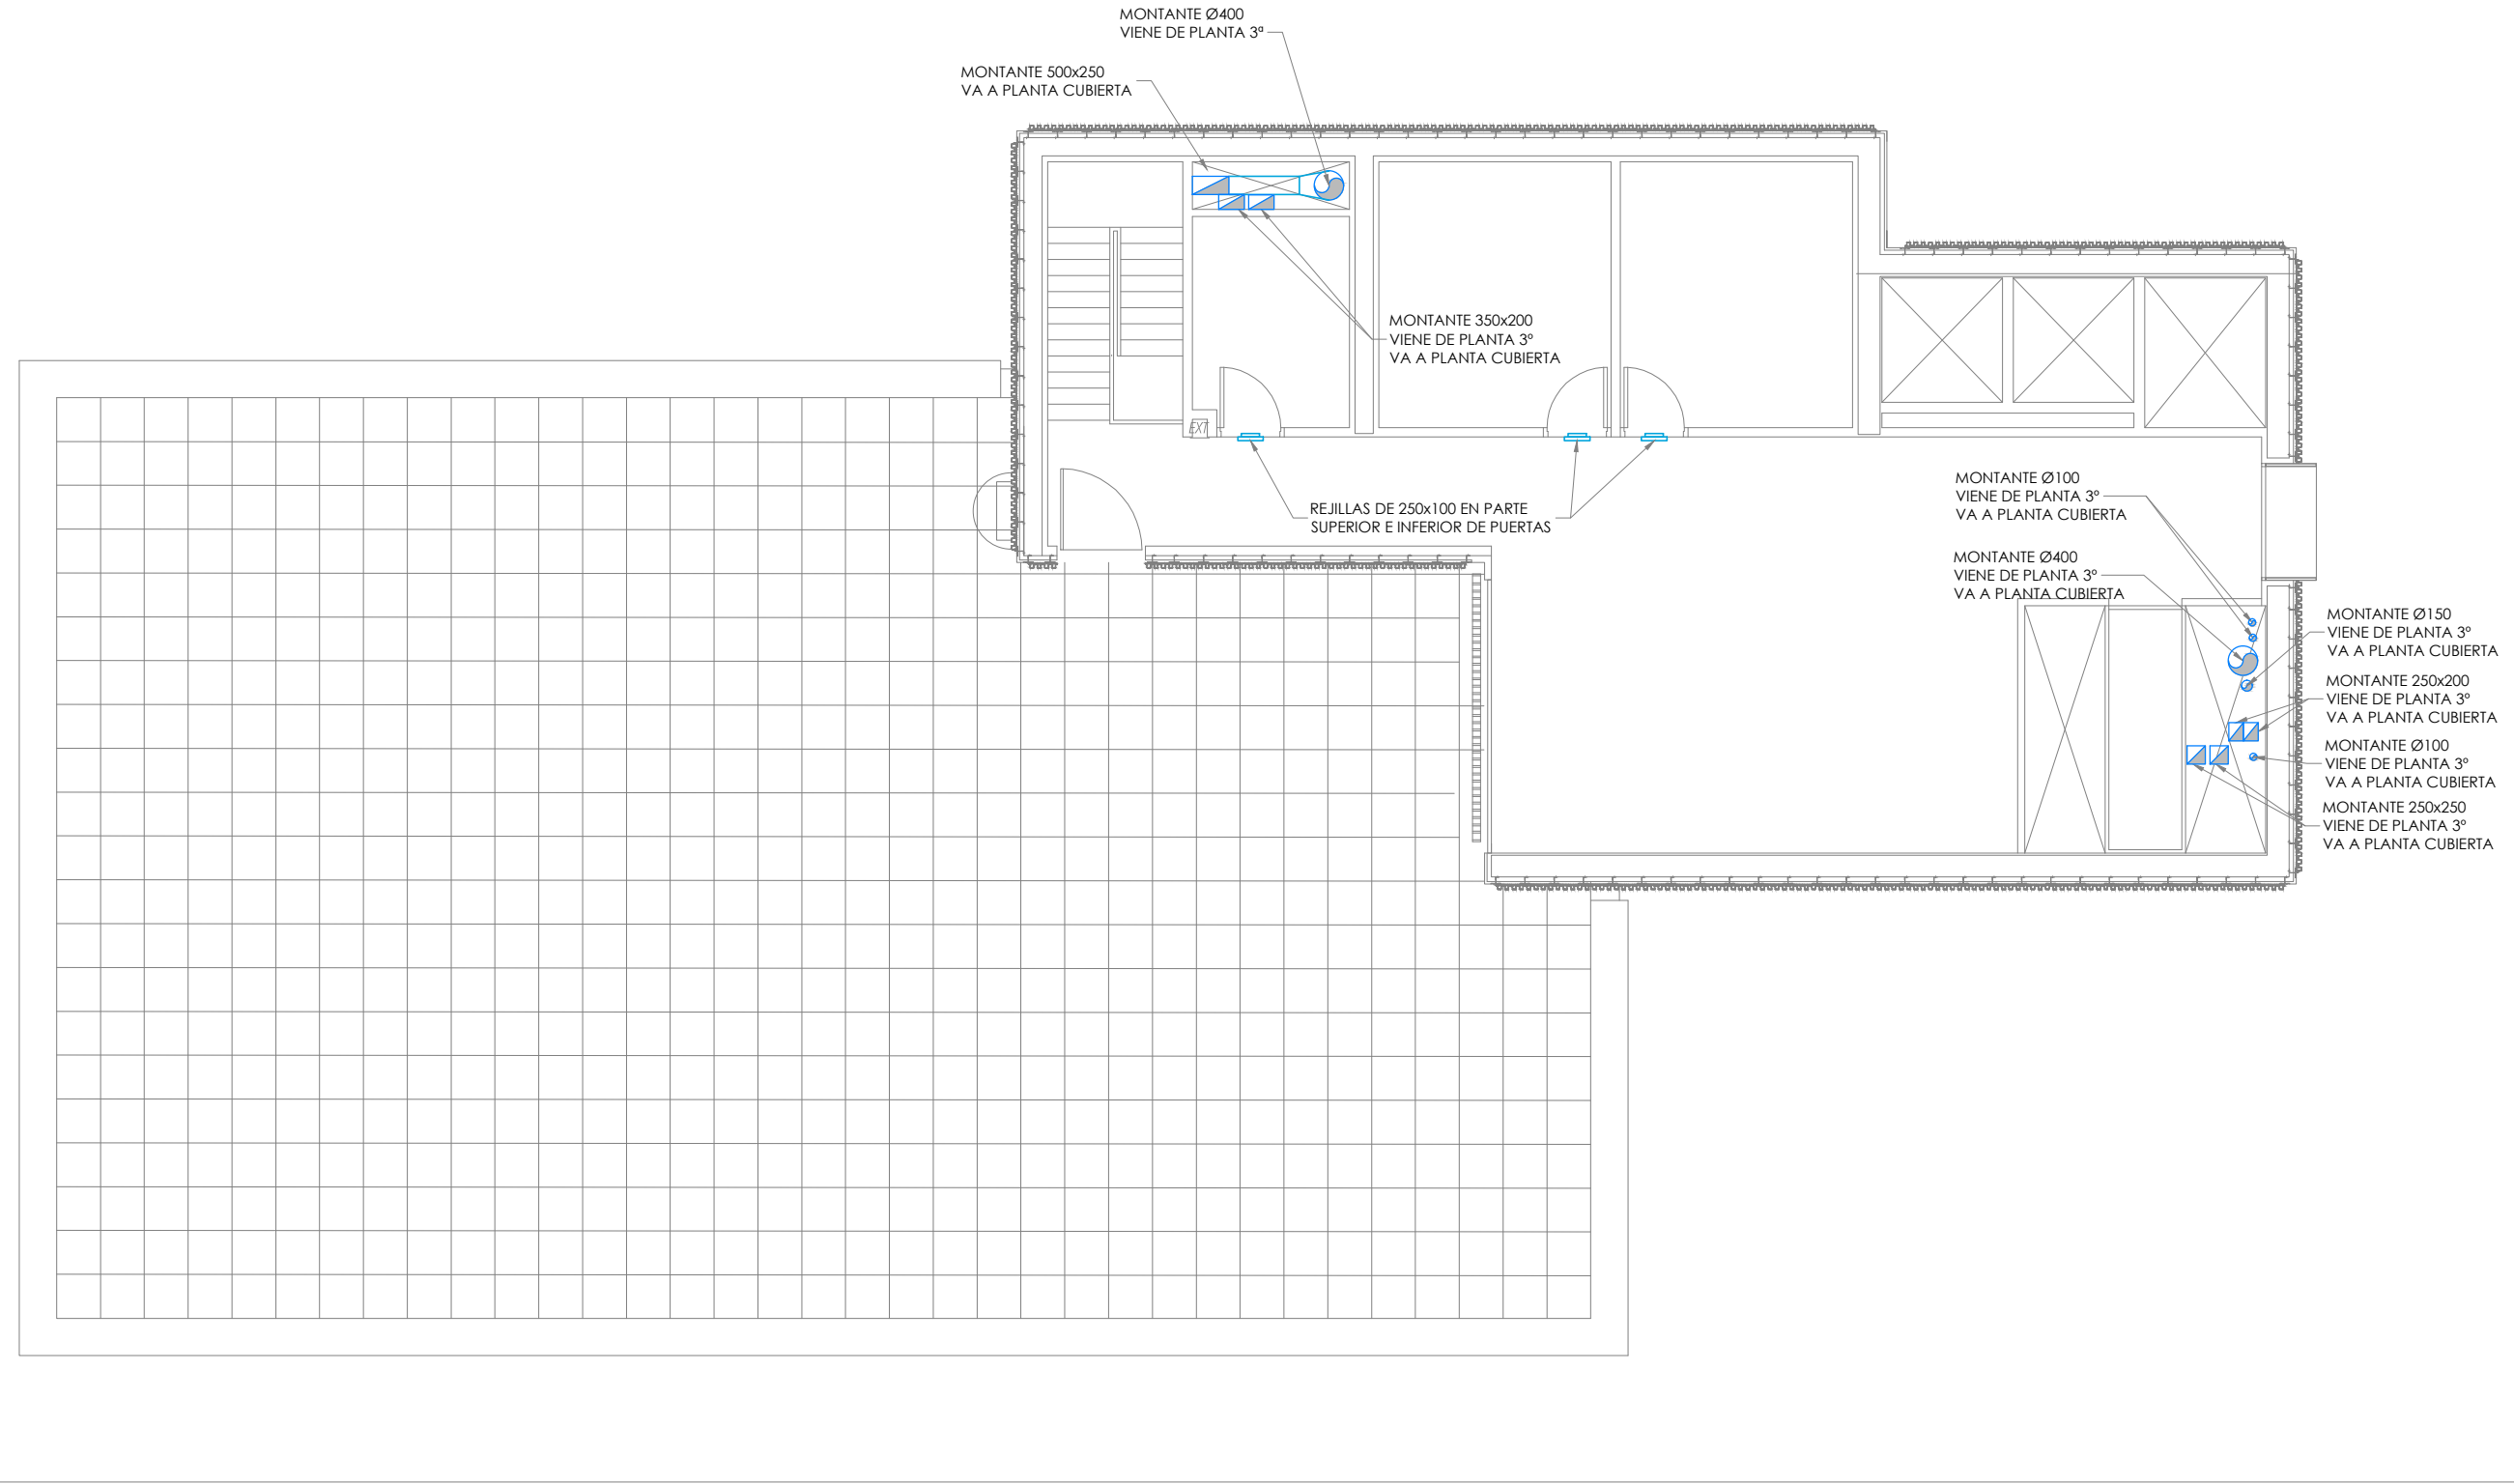 MONTANTE Ø400
VIENE DE PLANTA 3ª
MONTANTE 500x250
VA A PLANTA CUBIERTA
MONTANTE 350x200
VIENE DE PLANTA 3º
VA A PLANTA CUBIERTA
EXT
REJILLAS DE 250x100 EN PARTE
SUPERIOR E INFERIOR DE PUERTAS
MONTANTE Ø100
VIENE DE PLANTA 3º
VA A PLANTA CUBIERTA
MONTANTE Ø400
VIENE DE PLANTA 3º
VA A PLANTA CUBIERTA
MONTANTE Ø150
VIENE DE PLANTA 3º
VA A PLANTA CUBIERTA
MONTANTE 250x200
VIENE DE PLANTA 3º
VA A PLANTA CUBIERTA
MONTANTE Ø100
VIENE DE PLANTA 3º
VA A PLANTA CUBIERTA
MONTANTE 250x250
VIENE DE PLANTA 3º
VA A PLANTA CUBIERTA